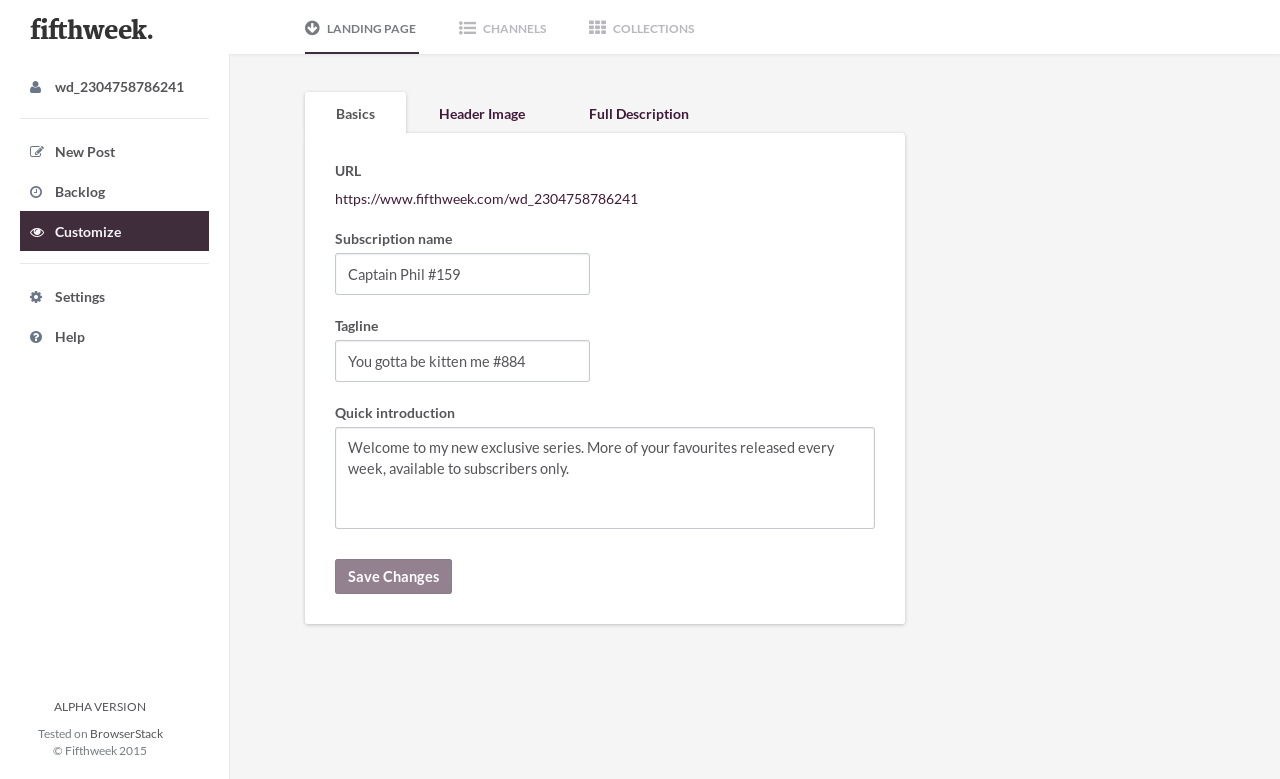 fifthweek.
LANDING PAGE
CHANNELS
COLLECTIONS
wd_2304758786241
New Post
Backlog
Customize
Settings
Help
Basics
Header Image
Full Description
URL
https://www.fifthweek.com/wd_2304758786241
Subscription name
Captain Phil #159
Tagline
You gotta be kitten me #884
Quick introduction
Welcome to my new exclusive series. More of your favourites released every
week, available to subscribers only.
Save Changes
ALPHA VERSION
Tested on BrowserStack
© Fifthweek 2015